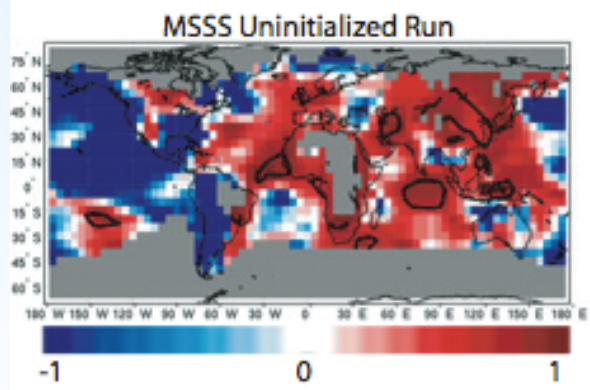 MSSS Uninitialized Run
75° N
60° N
45° N
30° N
15° N
0°
15° S
30° S
45° S
60° S
180 W 150 W 120 W 90 W 60 W 30 W 0 30 E 60 E 90 E 120 E 150 E 180 E
-1 0 1